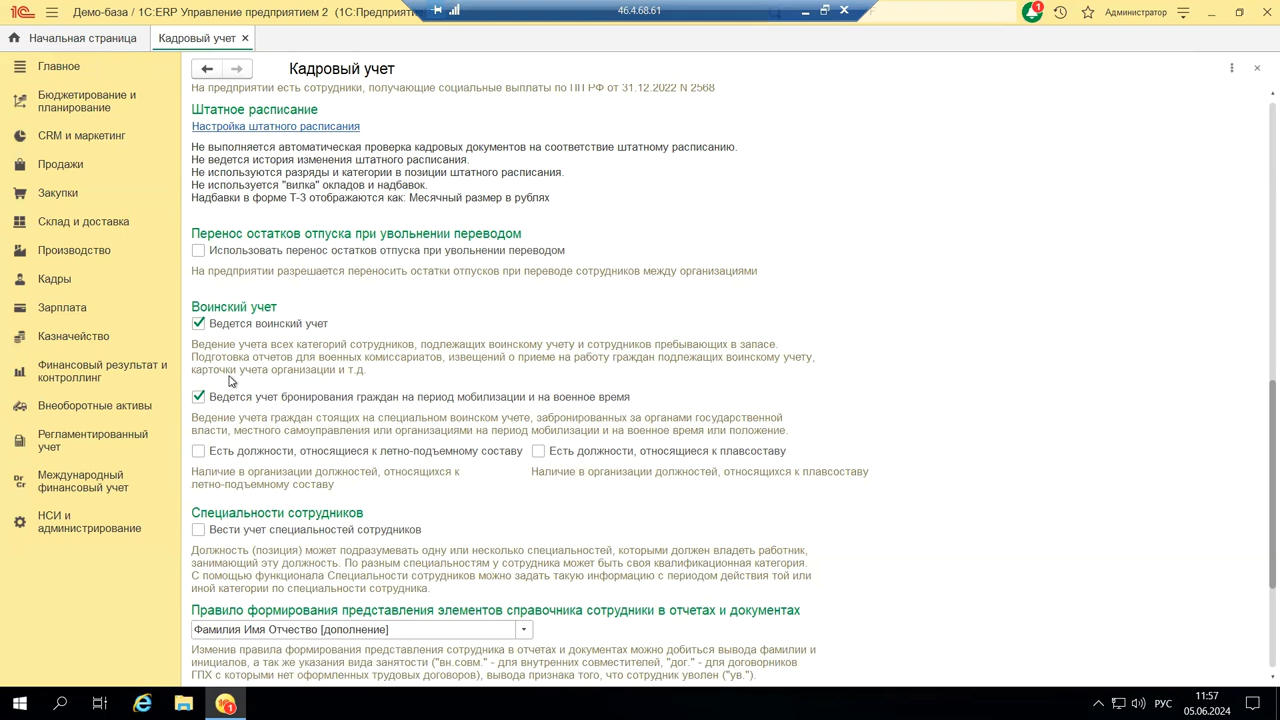 1С Демо-база / 1С:ERP Управление предприятием 2 (1С:Предприяти
46.4.68.61
1
Администратор
Начальная страница
Кадровый учет ×
Главное
Бюджетирование и
планирование
CRM и маркетинг
Продажи
Закупки
Склад и доставка
Производство
Кадры
Зарплата
Казначейство
Финансовый результат и
контроллинг
Внеоборотные активы
Регламентированный
учет
Dr
Cr
Международный
финансовый учет
НСИ и
администрирование
Кадровый учет
На предприятии есть сотрудники, получающие социальные выплаты по ПП РФ от 31.12.2022 N 2568
Штатное расписание
Настройка штатного расписания
Не выполняется автоматическая проверка кадровых документов на соответствие штатному расписанию.
Не ведется история изменения штатного расписания.
Не используются разряды и категории в позиции штатного расписания.
Не используется "вилка" окладов и надбавок.
Надбавки в форме Т-3 отображаются как: Месячный размер в рублях
Перенос остатков отпуска при увольнении переводом
Использовать перенос остатков отпуска при увольнении переводом
На предприятии разрешается переносить остатки отпусков при переводе сотрудников между организациями
Воинский учет
Ведется воинский учет
Ведение учета всех категорий сотрудников, подлежащих воинскому учету и сотрудников пребывающих в запасе.
Подготовка отчетов для военных комиссариатов, извещений о приеме на работу граждан подлежащих воинскому учету,
карточки учета организации и т.д.
Ведется учет бронирования граждан на период мобилизации и на военное время
Ведение учета граждан стоящих на специальном воинском учете, забронированных за органами государственной
власти, местного самоуправления или организациями на период мобилизации и на военное время или положение.
Есть должности, относящиеся к летно-подъемному составу Есть должности, относящиеся к плавсоставу
Наличие в организации должностей, относящихся к
летно-подъемному составу
Наличие в организации должностей, относящихся к плавсоставу
Специальности сотрудников
Вести учет специальностей сотрудников
Должность (позиция) может подразумевать одну или несколько специальностей, которыми должен владеть работник,
занимающий эту должность. По разным специальностям у сотрудника может быть своя квалификационная категория.
С помощью функционала Специальности сотрудников можно задать такую информацию с периодом действия той или
иной категории по специальности сотрудника.
Правило формирования представления элементов справочника сотрудники в отчетах и документах
Фамилия Имя Отчество [дополнение]
Изменив правила формирования представления сотрудника в отчетах и документах можно добиться вывода фамилии и
инициалов, а так же указания вида занятости ("вн.совм." - для внутренних совместителей, "дог." - для договорников
ГПХ с которыми нет оформленных трудовых договоров), вывода признака того, что сотрудник уволен ("ув.").
1
РУС
11:57
05.06.2024